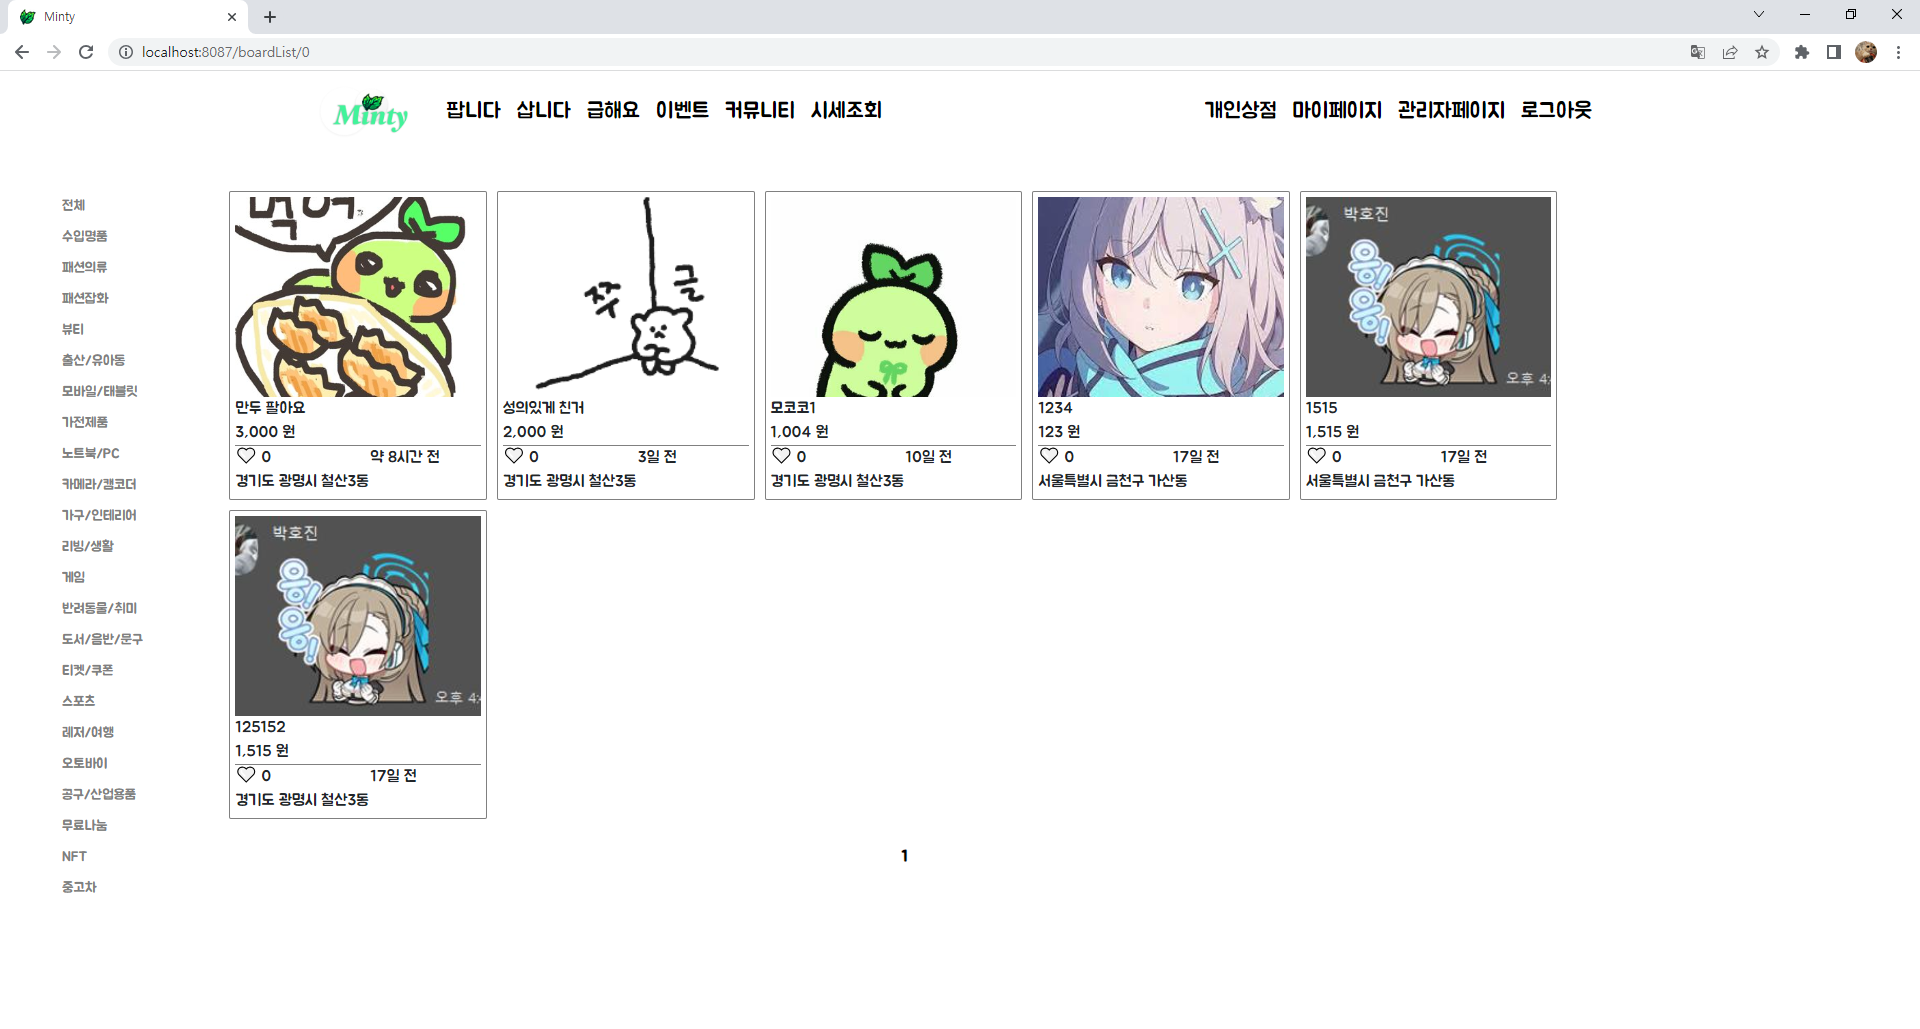 Minty
localhost:8087/boardList/0
Minty
팝니다 삽니다 급해요 이벤트 커뮤니티 시세조회
개인상점 마이페이지 관리자페이지 로그아웃
전체
수입명품
패션의류
패션잡화
뷰티
출산/유아동
모바일/태블릿
가전제품
노트북/PC
카메라/캠코더
가구/인테리어
리빙/생활
게임
반려동물/취미
도서/음반/문구
티켓/쿠폰
스포츠
레저/여행
오토바이
공구/산업용품
무료나눔
NFT
중고차
만두 팔아요
3,000 원
0 약 8시간 전
경기도 광명시 철산3동
쭈글
성의있게 친거
2,000 원
0 3일 전
경기도 광명시 철산3동
모코코1
1,004 원
0 10일 전
경기도 광명시 철산3동
1234
123 원
0 17일 전
서울특별시 금천구 가산동
박호진
응!
응!
오후 4:
1515
1,515 원
0 17일 전
서울특별시 금천구 가산동
박호진
응!
응!
오후 4:
125152
1,515 원
0 17일 전
경기도 광명시 철산3동
1